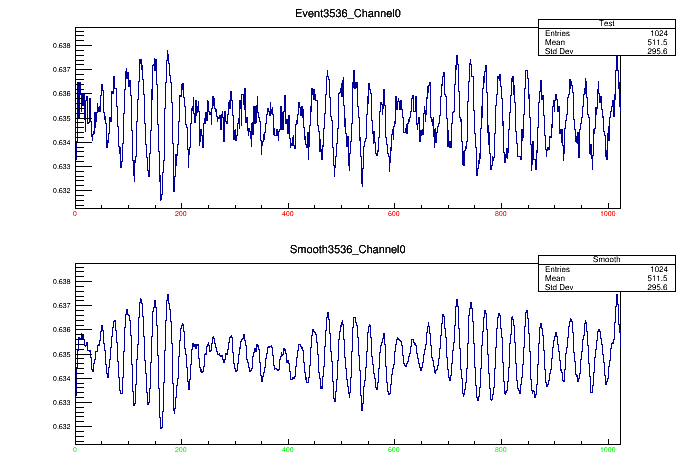 Event3536_Channel0
Test
Entries 1024
Mean 511.5
Std Dev 295.6
0.638
0.637
0.636
0.635
0.634
0.633
0.632
0 200 400 600 800 1000
Smooth3536_Channel0
Smooth
Entries 1024
Mean 511.5
Std Dev 295.6
0.638
0.637
0.636
0.635
0.634
0.633
0.632
0 200 400 600 800 1000